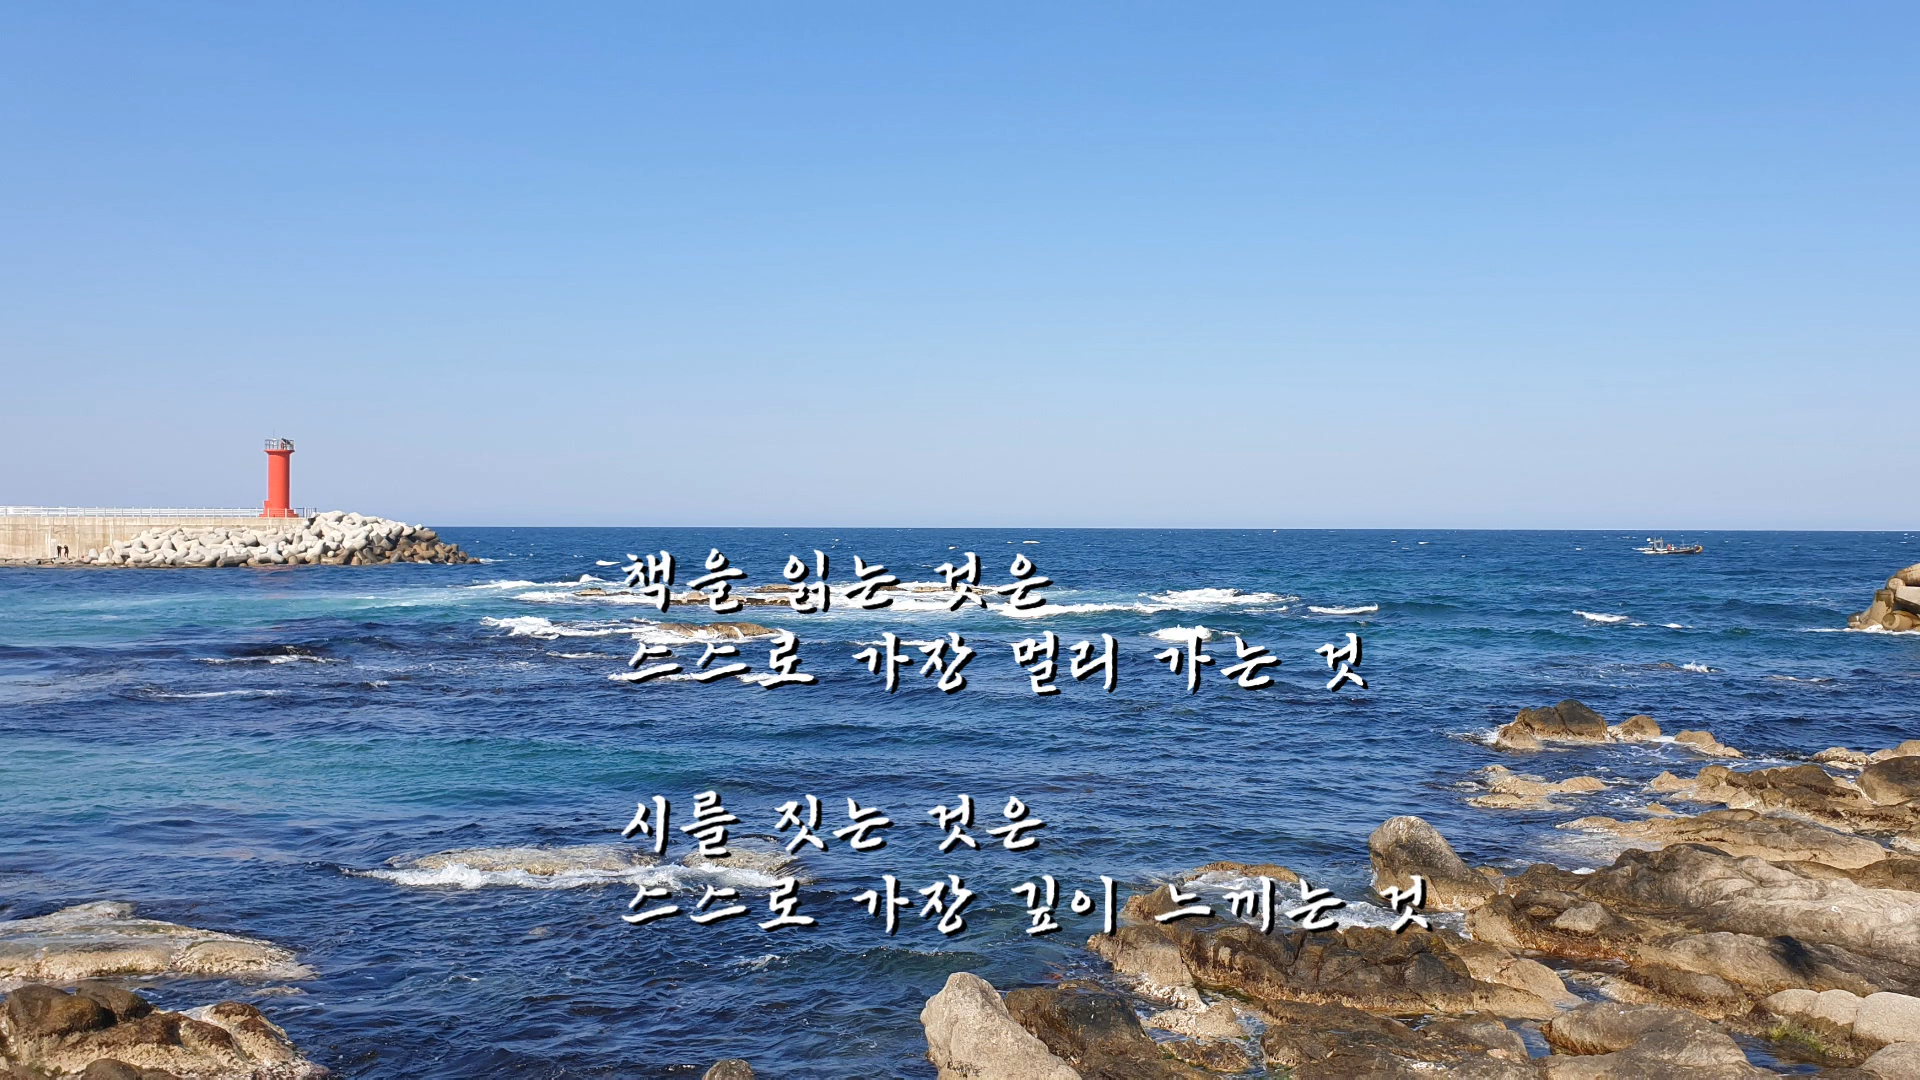 책을 읽는 것은
스스로 가장 멀리 가는 것
시를 짓는 것은
스스로 가장 깊이 느끼는 것